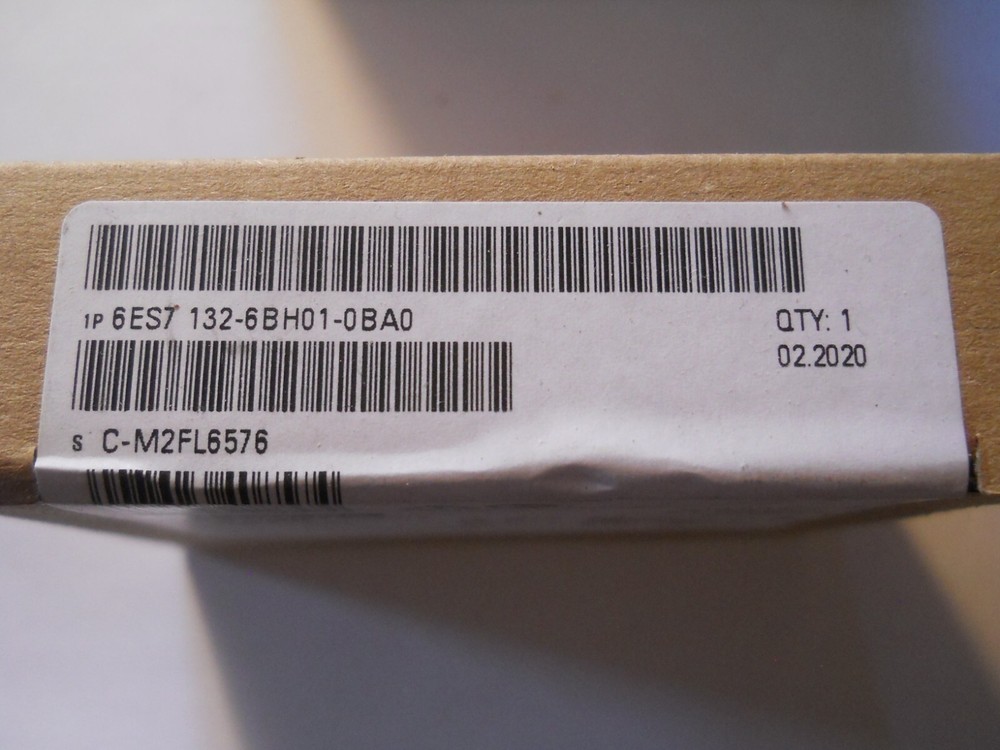 1P 6ES7 132-6BH01-0BA0
QTY: 1
02.2020
S C-M2FL6576